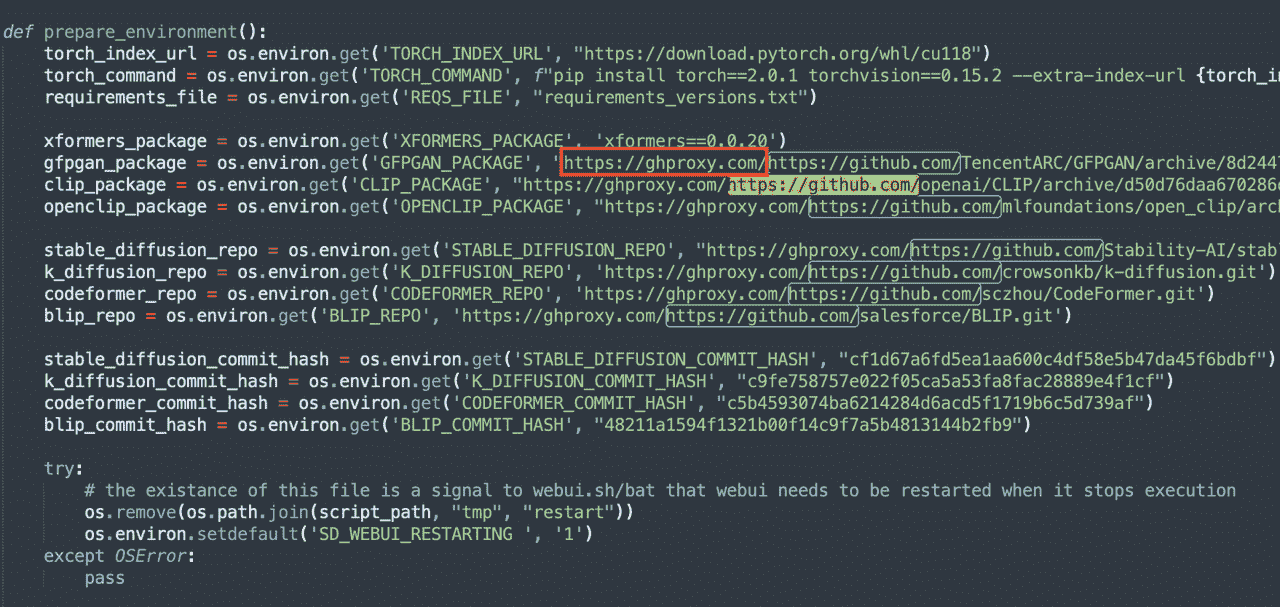 def prepare_environment():
    torch_index_url = os.environ.get('TORCH_INDEX_URL', "https://download.pytorch.org/whl/cu118")
    torch_command = os.environ.get('TORCH_COMMAND', f"pip install torch==2.0.1 torchvision==0.15.2 --extra-index-url {torch_in
    requirements_file = os.environ.get('REQS_FILE', "requirements_versions.txt")

    xformers_package = os.environ.get('XFORMERS_PACKAGE', 'xformers==0.0.20')
    gfpgan_package = os.environ.get('GFPGAN_PACKAGE', 'https://ghproxy.com/https://github.com/TencentARC/GFPGAN/archive/8d2447
    clip_package = os.environ.get('CLIP_PACKAGE', "https://ghproxy.com/https://github.com/openai/CLIP/archive/d50d76daa670286d
    openclip_package = os.environ.get('OPENCLIP_PACKAGE', "https://ghproxy.com/https://github.com/mlfoundations/open_clip/arc

    stable_diffusion_repo = os.environ.get('STABLE_DIFFUSION_REPO', "https://ghproxy.com/https://github.com/Stability-AI/stabl
    k_diffusion_repo = os.environ.get('K_DIFFUSION_REPO', 'https://ghproxy.com/https://github.com/crowsonkb/k-diffusion.git')
    codeformer_repo = os.environ.get('CODEFORMER_REPO', 'https://ghproxy.com/https://github.com/sczhou/CodeFormer.git')
    blip_repo = os.environ.get('BLIP_REPO', 'https://ghproxy.com/https://github.com/salesforce/BLIP.git')

    stable_diffusion_commit_hash = os.environ.get('STABLE_DIFFUSION_COMMIT_HASH', "cf1d67a6fd5ea1aa600c4df58e5b47da45f6bdbf")
    k_diffusion_commit_hash = os.environ.get('K_DIFFUSION_COMMIT_HASH', "c9fe758757e022f05ca5a53fa8fac28889e4f1cf")
    codeformer_commit_hash = os.environ.get('CODEFORMER_COMMIT_HASH', "c5b4593074ba6214284d6acd5f1719b6c5d739af")
    blip_commit_hash = os.environ.get('BLIP_COMMIT_HASH', "48211a1594f1321b00f14c9f7a5b4813144b2fb9")

    try:
        # the existance of this file is a signal to webui.sh/bat that webui needs to be restarted when it stops execution
        os.remove(os.path.join(script_path, "tmp", "restart"))
        os.environ.setdefault('SD_WEBUI_RESTARTING ', '1')
    except OSError:
        pass